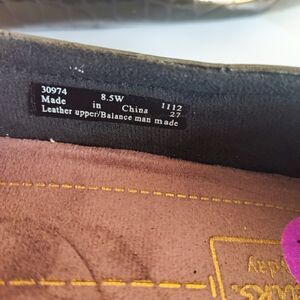 30974 8.5W 1112
Made in China 27
Leather upper/Balance man made